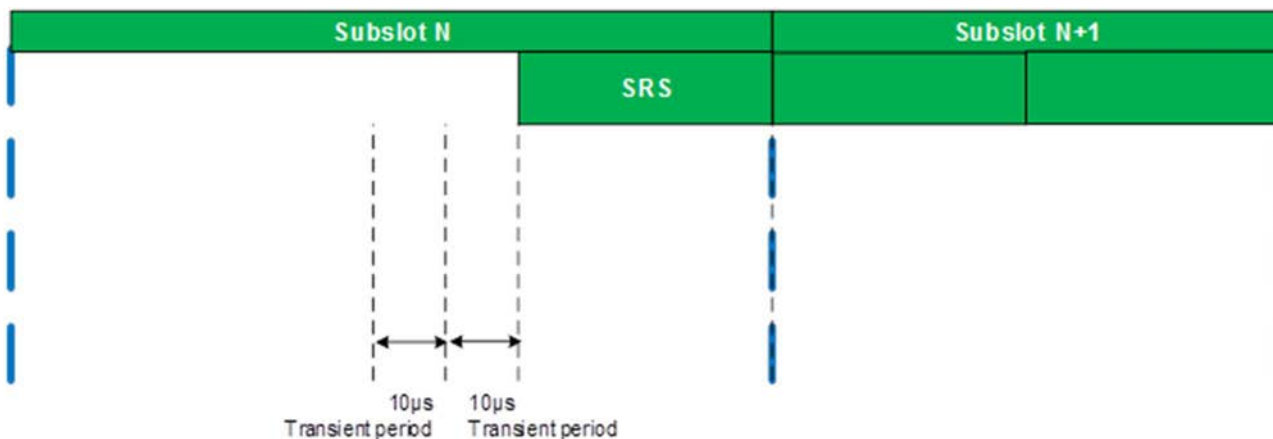 Subslot N
Subslot N+1
SRS
10µs
Transient period
10µs
Transient period